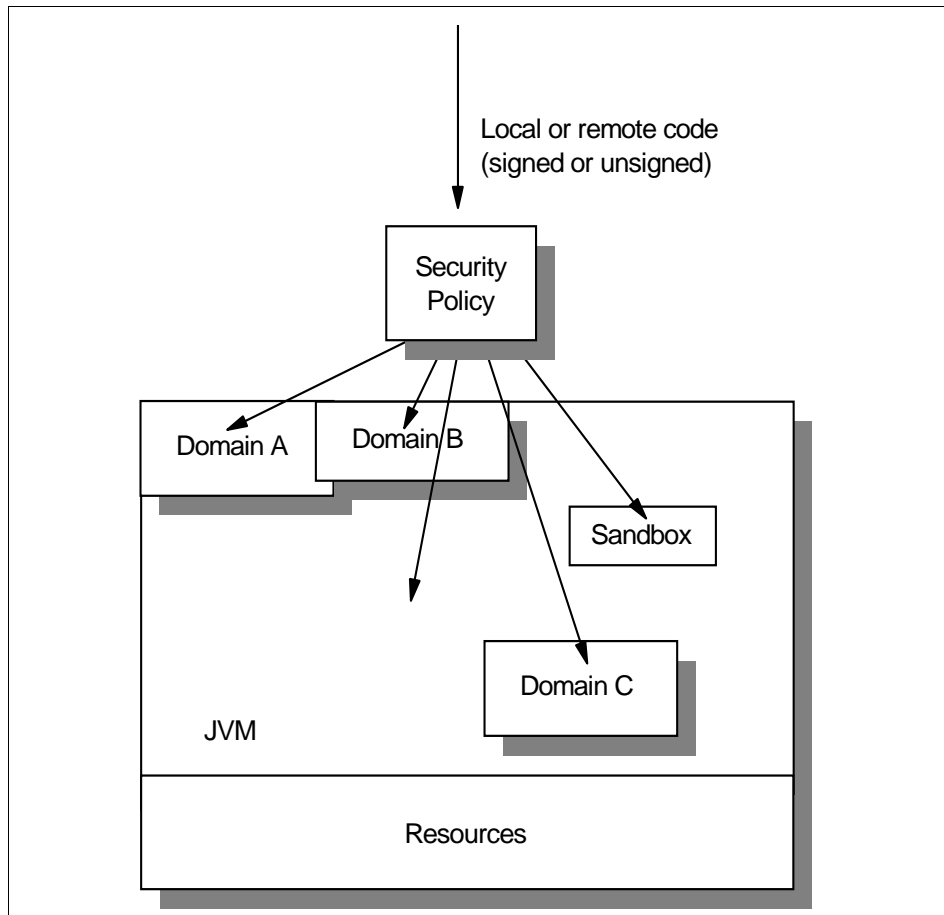 Local or remote code
(signed or unsigned)
Security
Policy
Domain A
Domain B
Sandbox
Domain C
JVM
Resources